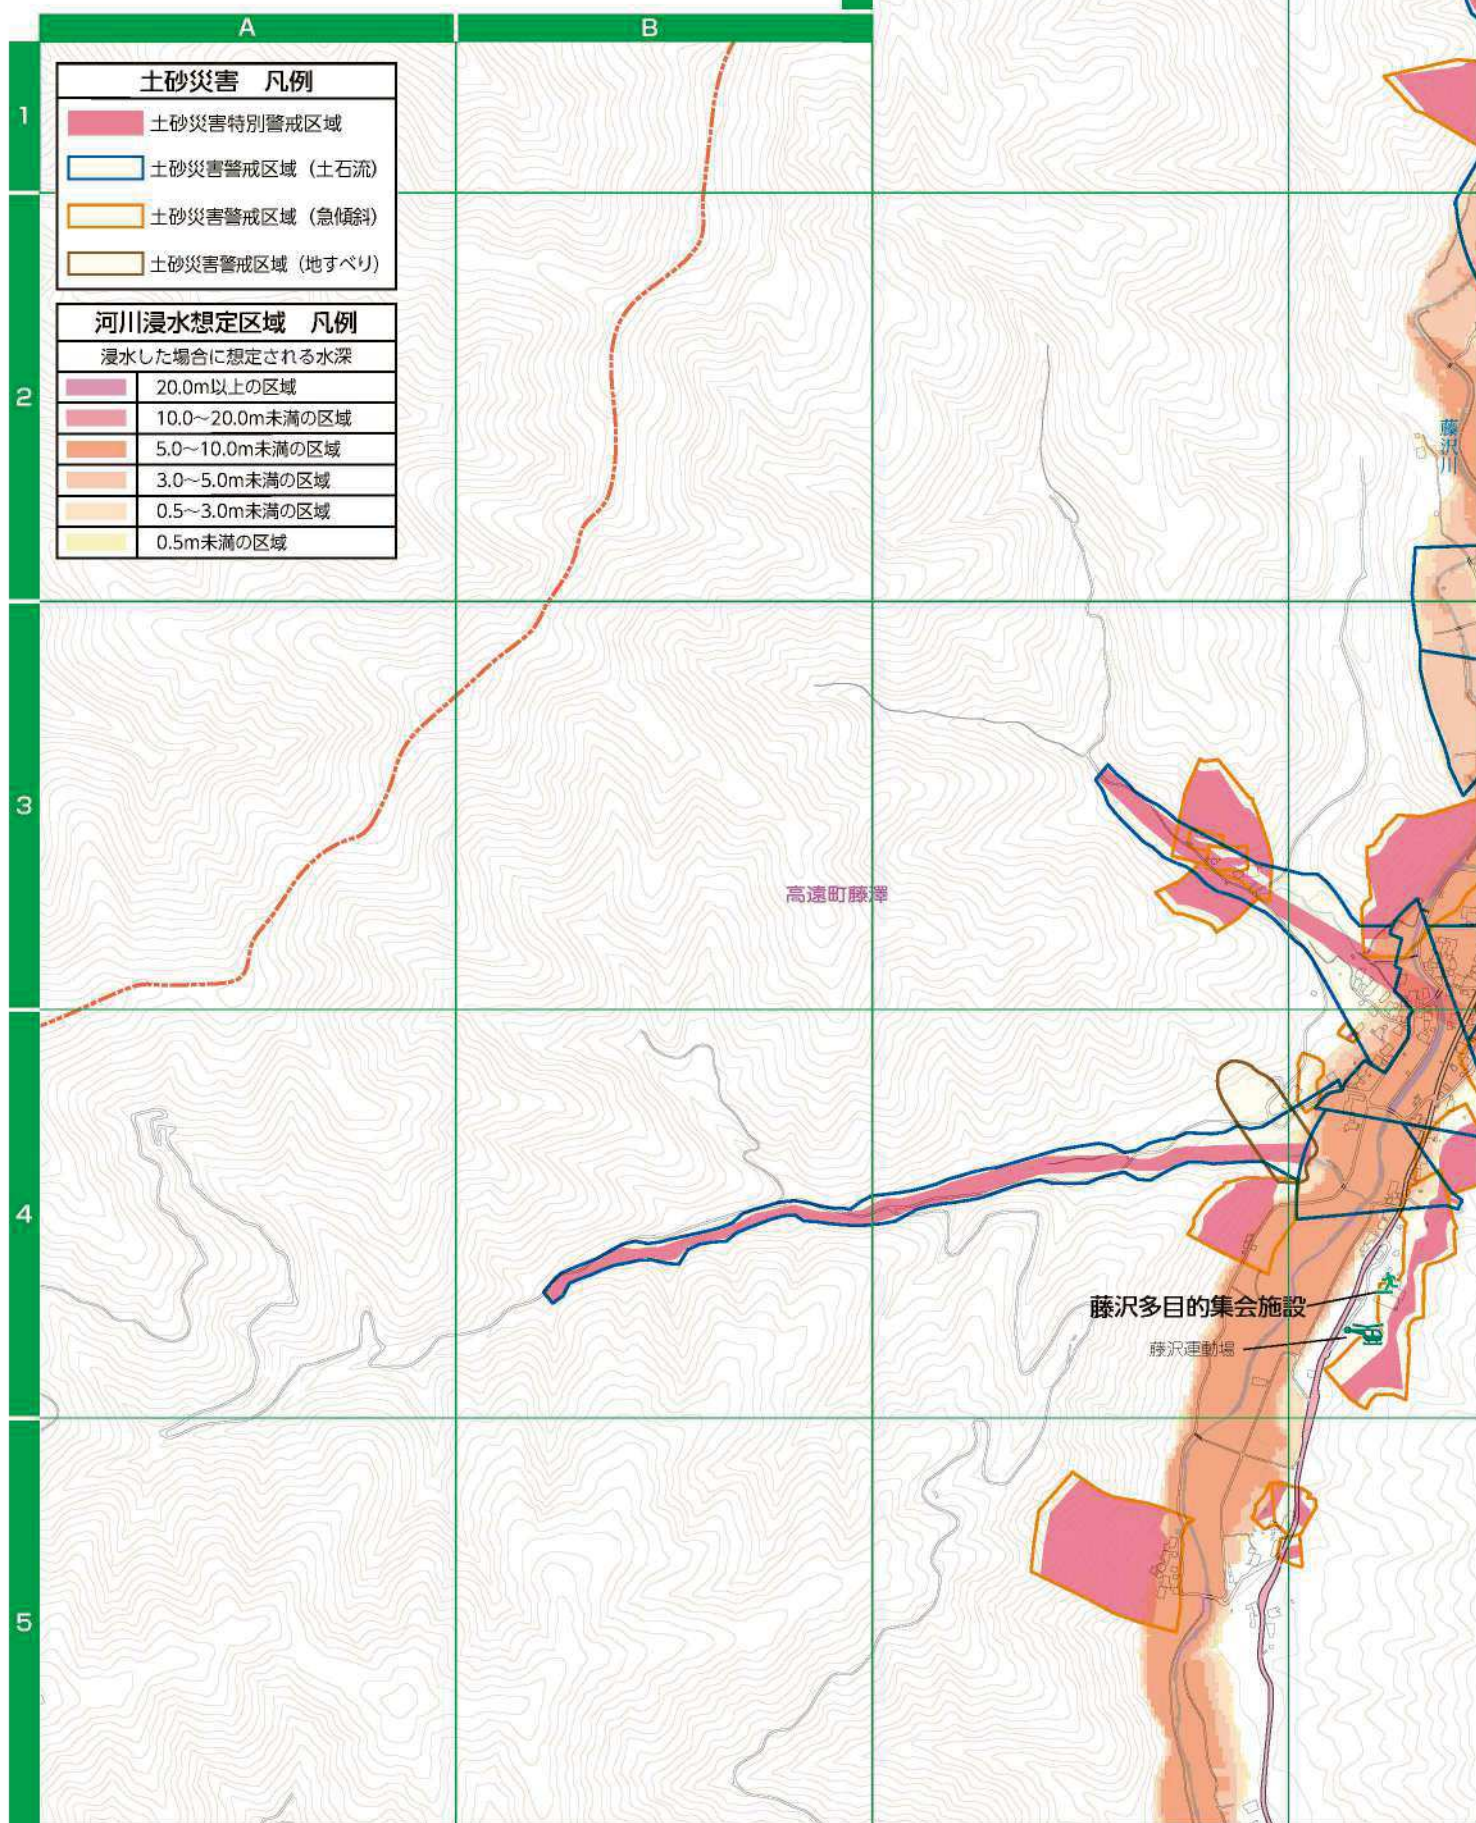 A
B
1
2
3
4
5
土砂災害 凡例
土砂災害特別警戒区域
土砂災害警戒区域（土石流）
土砂災害警戒区域（急傾斜）
土砂災害警戒区域（地すべり）
河川浸水想定区域 凡例
浸水した場合に想定される水深
20.0m以上の区域
10.0～20.0m未満の区域
5.0～10.0m未満の区域
3.0～5.0m未満の区域
0.5～3.0m未満の区域
0.5m未満の区域
藤沢川
高遠町藤澤
藤沢多目的集会施設
藤沢運動場